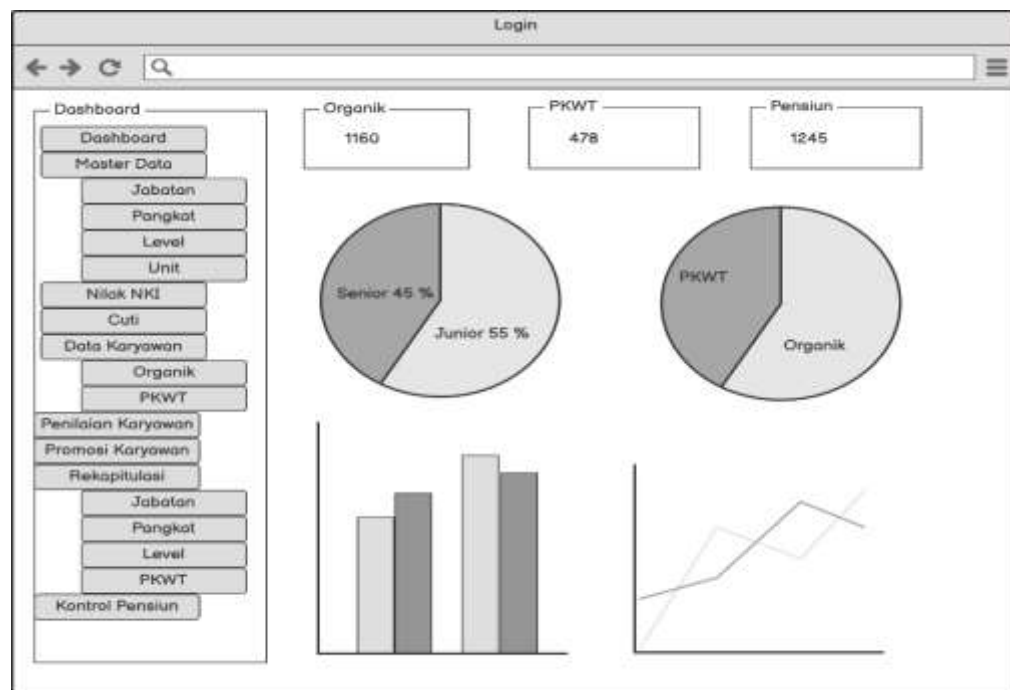 Login
Dashboard
Dashboard
Master Data
Jabatan
Pangkat
Level
Unit
Nilak NKI
Cuti
Data Karyawan
Organik
PKWT
Penilaian Karyawan
Promosi Karyawan
Rekapitulasi
Jabatan
Pangkat
Level
PKWT
Kontrol Pensiun
Organik
1160
PKWT
478
Pensiun
1245
Senior 45 %
Junior 55 %
PKWT
Organik